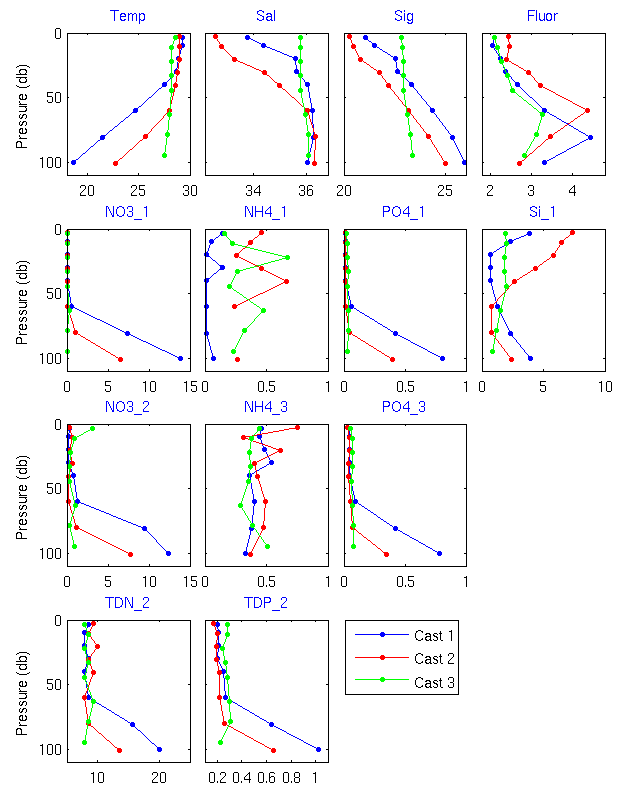 Temp Sal Sig Fluor
0
50
100
Pressure (db)
20 25 30 34 36 20 25 2 3 4
NO3_1 NH4_1 PO4_1 Si_1
0
50
100
Pressure (db)
0 5 10 15 0 0.5 1 0 0.5 1 0 5 10
NO3_2 NH4_3 PO4_3
0
50
100
Pressure (db)
0 5 10 15 0 0.5 1 0 0.5 1
TDN_2 TDP_2
0
50
100
Pressure (db)
10 20 0.2 0.4 0.6 0.8 1
Cast 1
Cast 2
Cast 3